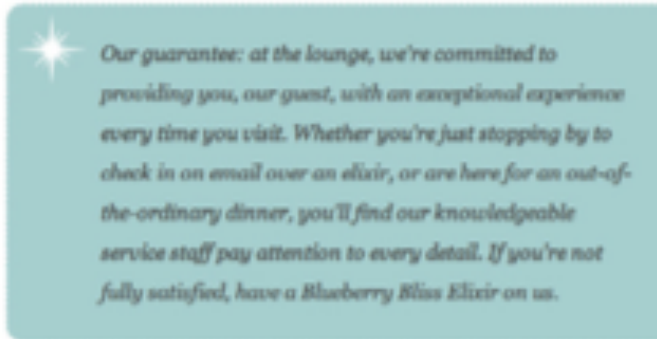 Our guarantee: at the lounge, we're committed to
providing you, our guest, with an exceptional experience
every time you visit. Whether you're just stopping by to
check in on email over an elixir, or are here for an out-of-
the-ordinary dinner, you'll find our knowledgeable
service staff pay attention to every detail. If you're not
fully satisfied, have a Blueberry Bliss Elixir on us.